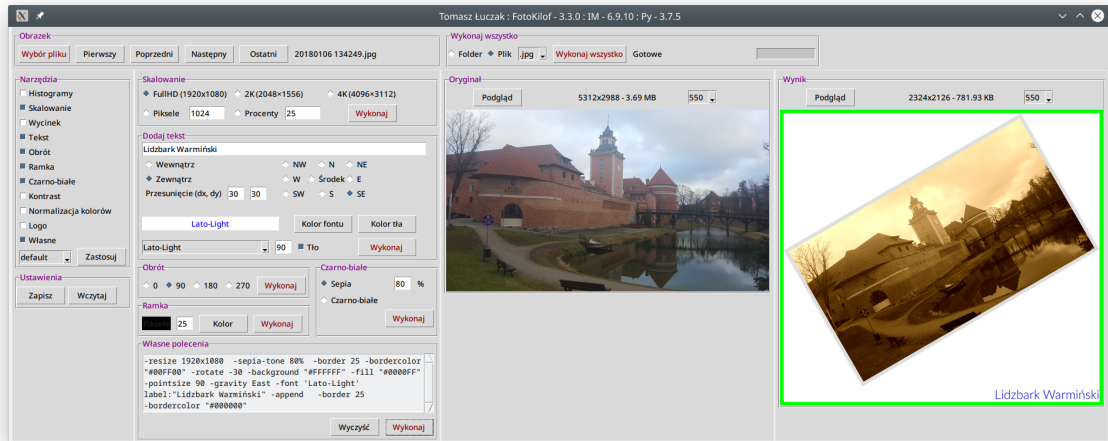 Tomasz Łuczak : FotoKilof - 3.3.0 : IM - 6.9.10 : Py - 3.7.5
Obrazek
Wybór pliku Pierwszy Poprzedni Następny Ostatni 20180106 134249.jpg
Wykonaj wszystko
Folder Plik .jpg Wykonaj wszystko Gotowe
Narzędzia
Histogramy
Skalowanie
Wycinek
Tekst
Obrót
Ramka
Czarno-białe
Kontrast
Normalizacja kolorów
Logo
Własne
default Zastosuj
Ustawienia
Zapisz Wczytaj
Skalowanie
FullHD (1920x1080) 2K (2048×1556) 4K (4096×3112)
Piksele 1024 Procenty 25 Wykonaj
Dodaj tekst
Lidzbark Warmiński
Wewnątrz NW N NE
Zewnątrz W Środek E
Przesunięcie (dx, dy) 30 30 SW S SE
Lato-Light Kolor fontu Kolor tła
Lato-Light 90 Tło Wykonaj
Obrót
0 90 180 270 Wykonaj
Czarno-białe
Sepia 80 %
Czarno-białe
Wykonaj
Ramka
Piksele 25 Kolor Wykonaj
Własne polecenia
-resize 1920x1080 -sepia-tone 80% -border 25 -bordercolor
"#00FF00" -rotate -30 -background "#FFFFFF" -fill "#0000FF"
-pointsize 90 -gravity East -font 'Lato-Light'
label:"Lidzbark Warmiński" -append -border 25
-bordercolor "#000000"
Wyczyść Wykonaj
Oryginał
Podgląd 5312x2988 - 3.69 MB 550
Wynik
Podgląd 2324x2126 - 781.93 KB 550
Lidzbark Warmiński